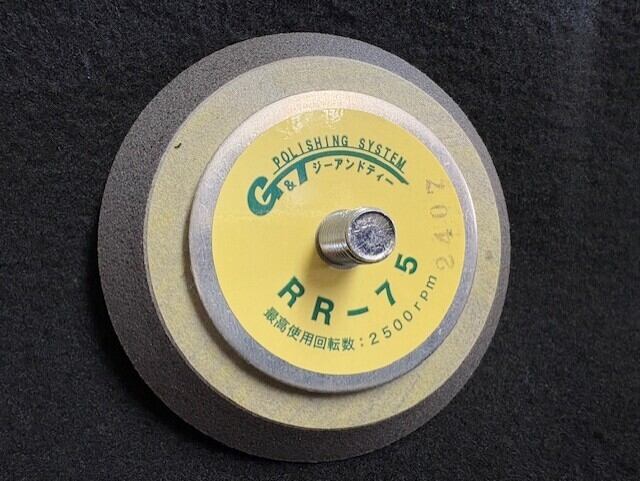 POLISHING SYSTEM
G&T ジーアンドティー
RR-75
最高使用回転数：2500rpm
2407